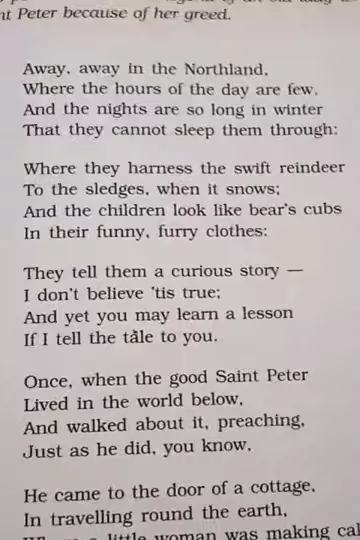 nt Peter because of her greed.
Away, away in the Northland,
Where the hours of the day are few,
And the nights are so long in winter
That they cannot sleep them through:
Where they harness the swift reindeer
To the sledges, when it snows;
And the children look like bear's cubs
In their funny, furry clothes:
They tell them a curious story —
I don't believe 'tis true;
And yet you may learn a lesson
If I tell the tale to you.
Once, when the good Saint Peter
Lived in the world below,
And walked about it, preaching,
Just as he did, you know,
He came to the door of a cottage,
In travelling round the earth,
a little woman was making